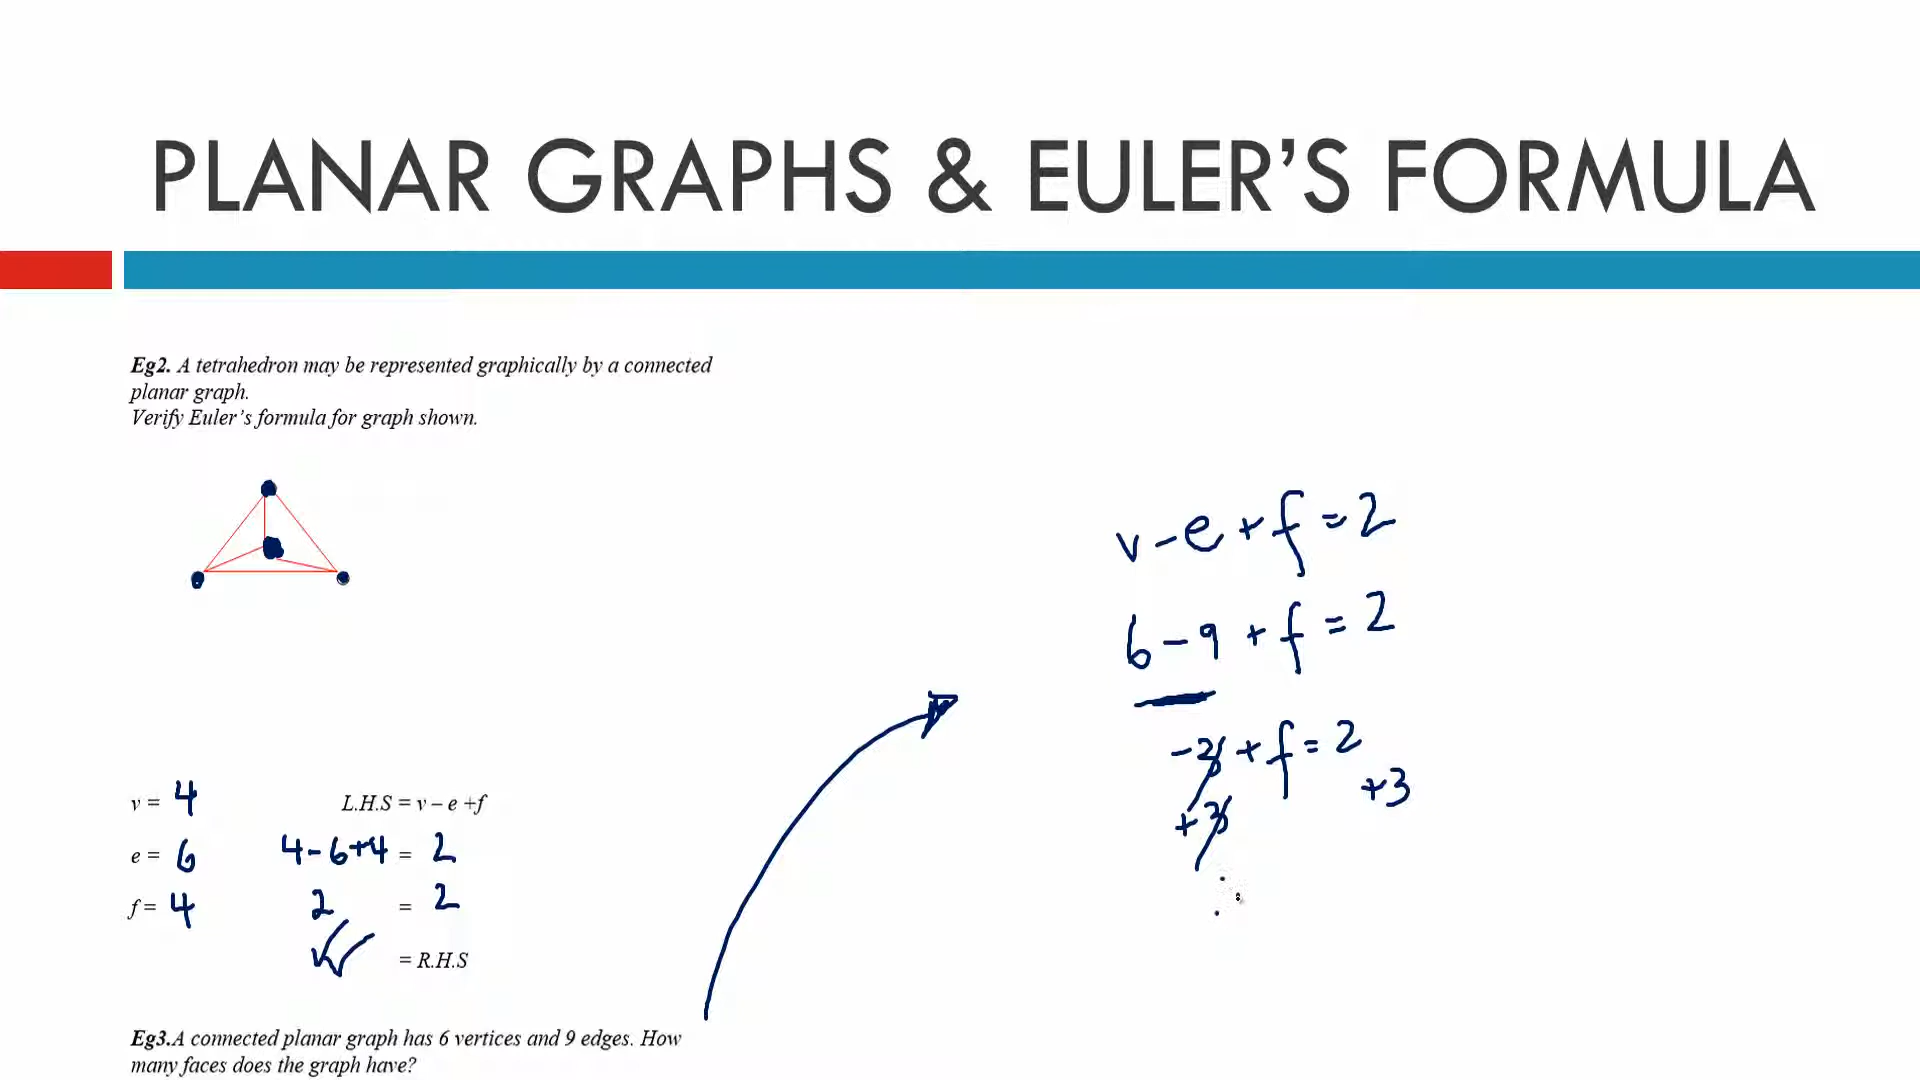 PLANAR GRAPHS & EULER’S FORMULA
Eg2. A tetrahedron may be represented graphically by a connected
planar graph.
Verify Euler’s formula for graph shown.
v = 4
e = 6
f = 4
L.H.S = v – e +f
4-6+4 = 2
2 = 2
= R.H.S
Eg3.A connected planar graph has 6 vertices and 9 edges. How
many faces does the graph have?
v-e+f=2
6-9+f=2
-3+f=2
+3 +3